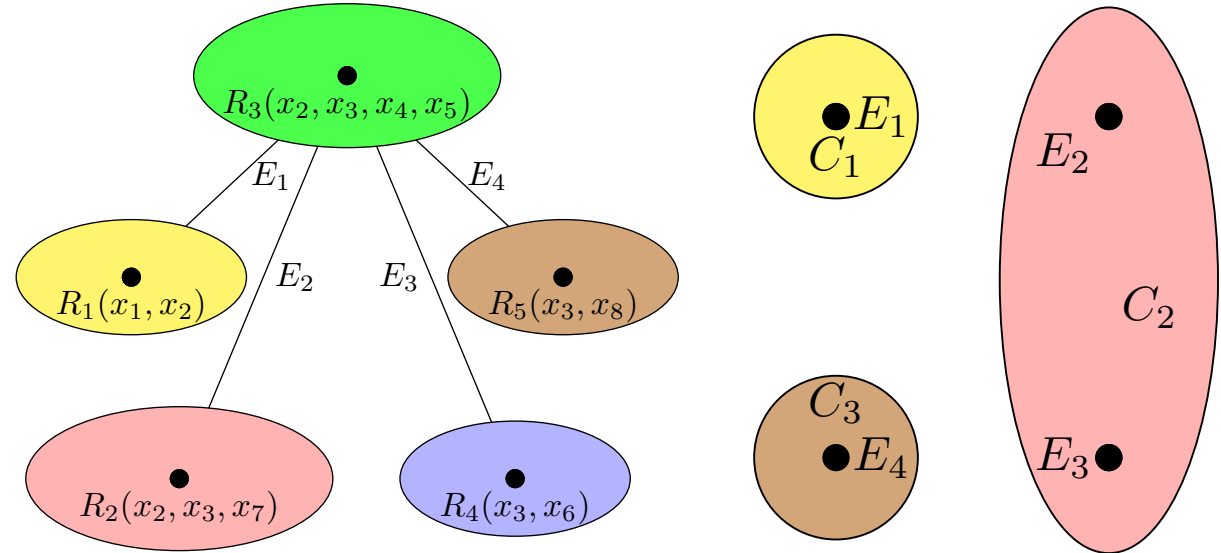 R₃(x₂, x₃, x₄, x₅)
E₁
E₄
R₁(x₁, x₂)
E₂
E₃
R₅(x₃, x₈)
R₂(x₂, x₃, x₇)
R₄(x₃, x₆)
E₁
C₁
E₂
C₂
C₃
E₄
E₃